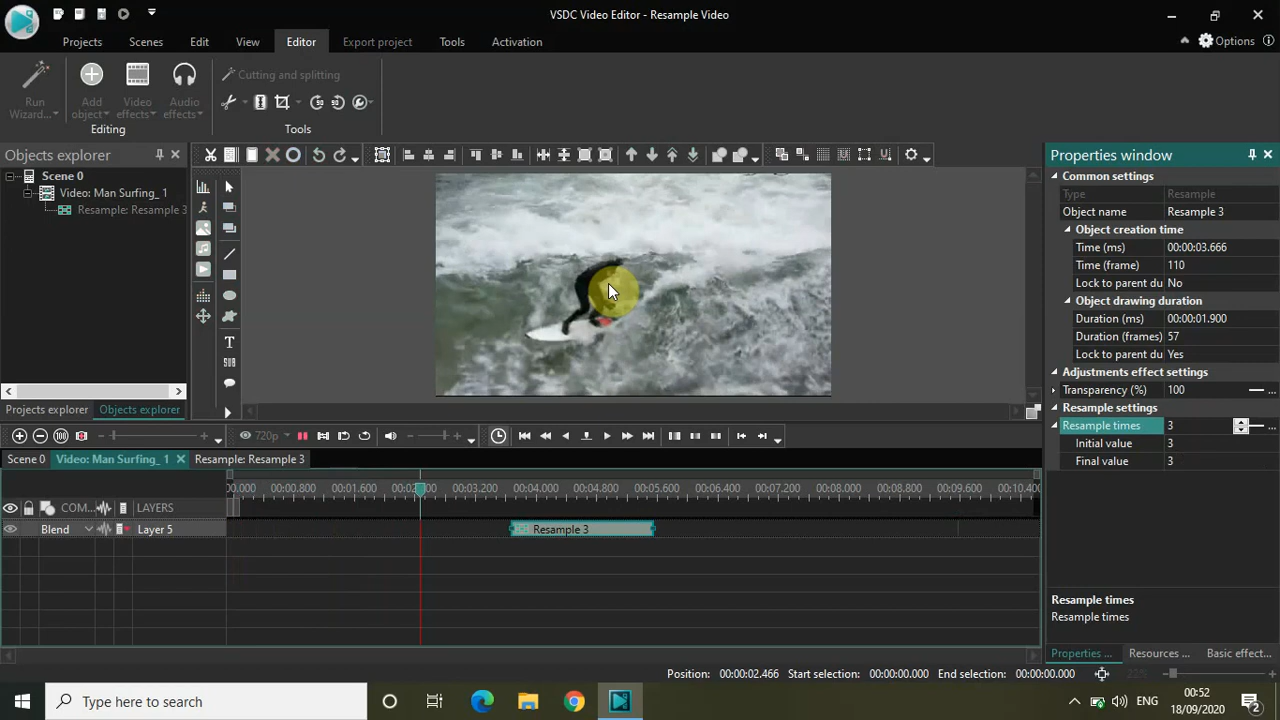 VSDC Video Editor - Resample Video
Projects
Scenes
Edit
View
Editor
Export project
Tools
Activation
Options
Run
Wizard...
Add
object
Video
effects
Audio
effects
Editing
Cutting and splitting
Tools
Objects explorer
Scene 0
Video: Man Surfing_ 1
Resample: Resample 3
Projects explorer
Objects explorer
Properties window
Common settings
Type Resample
Object name Resample 3
Object creation time
Time (ms) 00:00:03.666
Time (frame) 110
Lock to parent du No
Object drawing duration
Duration (ms) 00:00:01.900
Duration (frames) 57
Lock to parent du Yes
Adjustments effect settings
Transparency (%) 100
Resample settings
Resample times 3
Initial value 3
Final value 3
Resample times
Resample times
Properties ...
Resources ...
Basic effect...
720p
Scene 0
Video: Man Surfing_ 1
Resample: Resample 3
0.000 00:00.800 00:01.600 00:03.200 00:04.000 00:04.800 00:05.600 00:06.400 00:07.200 00:08.000 00:08.800 00:09.600 00:10.400
COM...
LAYERS
Blend
Layer 5
Resample 3
Position: 00:00:02.466 Start selection: 00:00:00.000 End selection: 00:00:00.000
Type here to search
ENG
00:52
18/09/2020